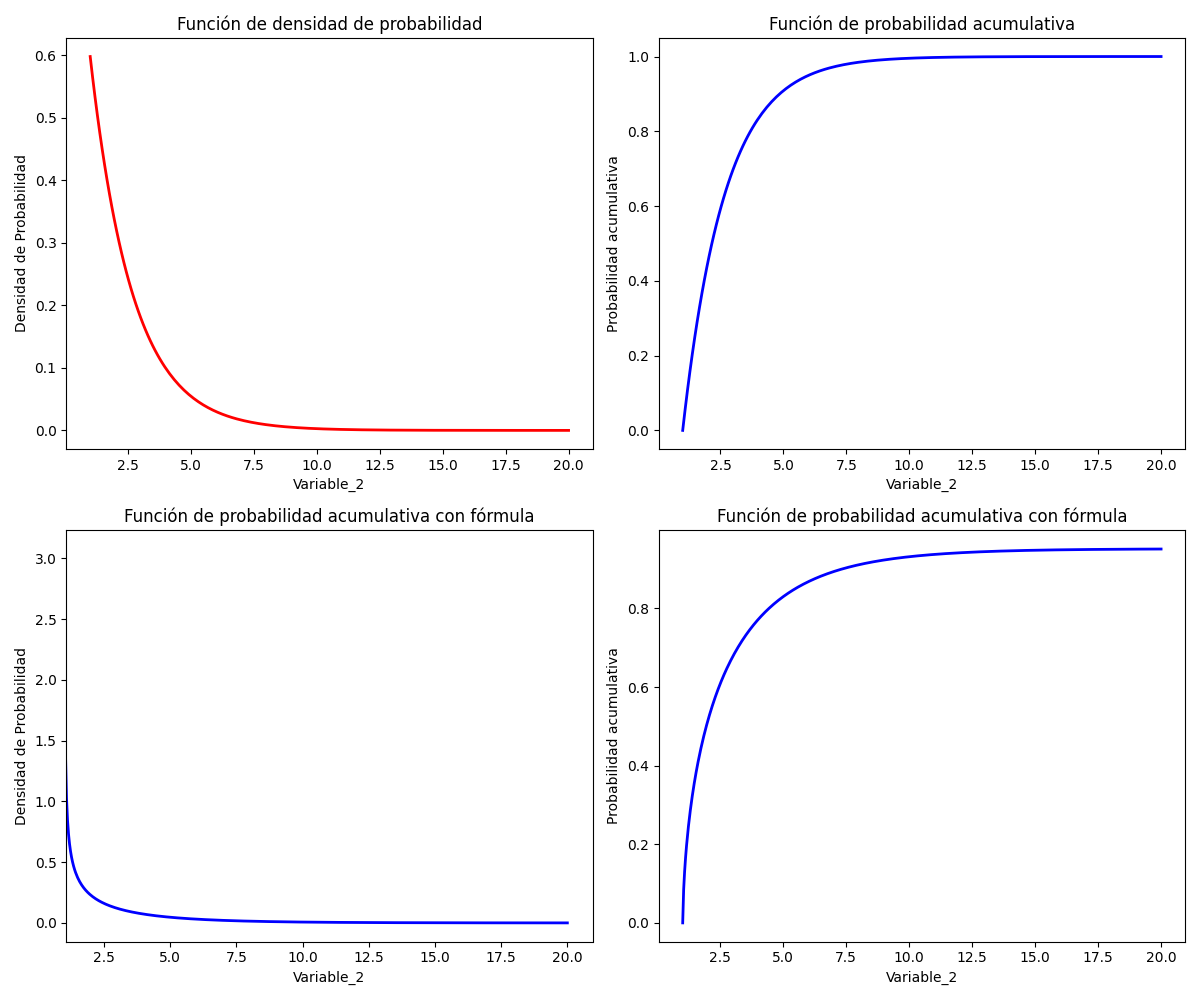 Función de densidad de probabilidad
0.6
0.5
0.4
0.3
0.2
0.1
0.0
Densidad de Probabilidad
2.5 5.0 7.5 10.0 12.5 15.0 17.5 20.0
Variable_2
Función de probabilidad acumulativa
1.0
0.8
0.6
0.4
0.2
0.0
Probabilidad acumulativa
2.5 5.0 7.5 10.0 12.5 15.0 17.5 20.0
Variable_2
Función de probabilidad acumulativa con fórmula
3.0
2.5
2.0
1.5
1.0
0.5
0.0
Densidad de Probabilidad
2.5 5.0 7.5 10.0 12.5 15.0 17.5 20.0
Variable_2
Función de probabilidad acumulativa con fórmula
0.8
0.6
0.4
0.2
0.0
Probabilidad acumulativa
2.5 5.0 7.5 10.0 12.5 15.0 17.5 20.0
Variable_2